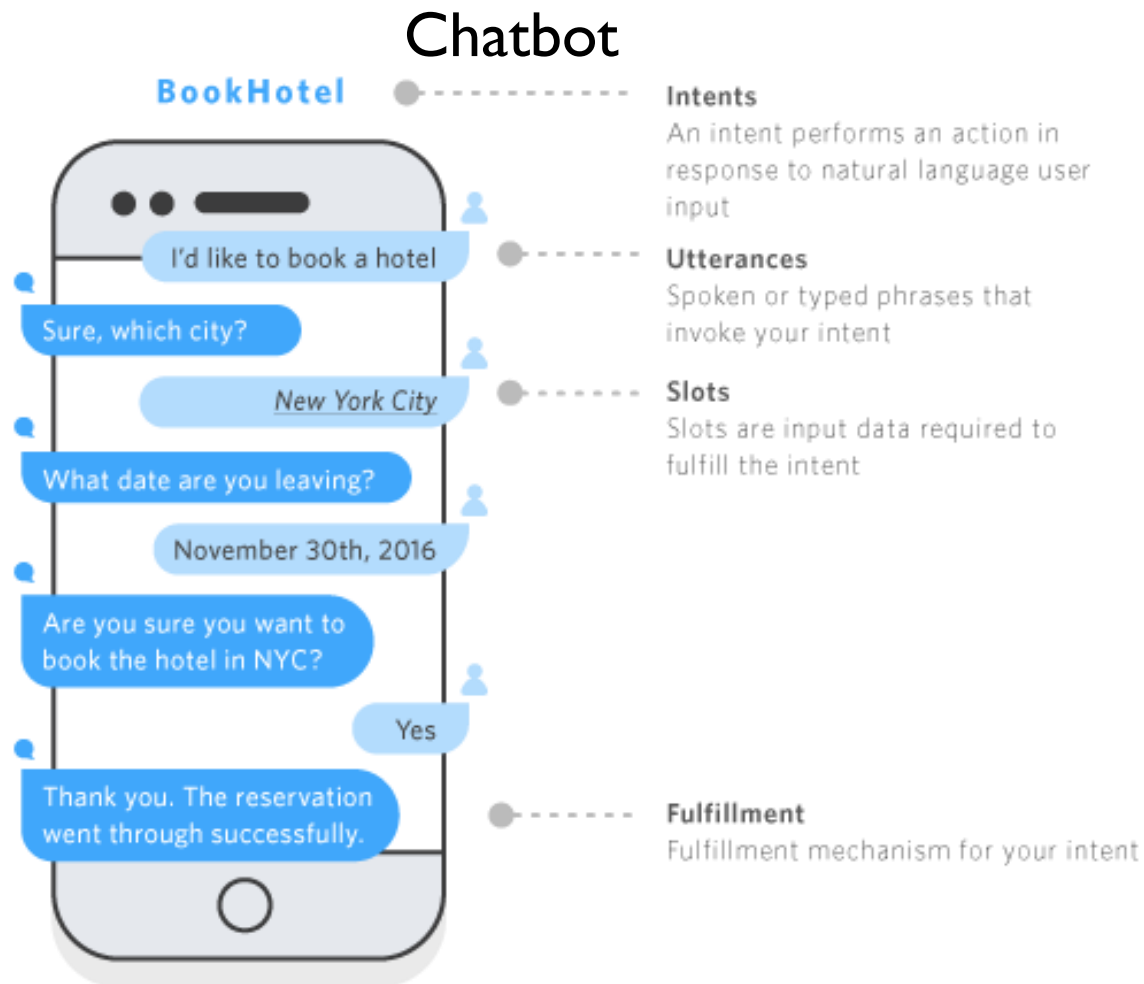 Chatbot
BookHotel
Intents
An intent performs an action in
response to natural language user
input
I'd like to book a hotel
Utterances
Spoken or typed phrases that
invoke your intent
Sure, which city?
New York City
Slots
Slots are input data required to
fulfill the intent
What date are you leaving?
November 30th, 2016
Are you sure you want to
book the hotel in NYC?
Yes
Thank you. The reservation
went through successfully.
Fulfillment
Fulfillment mechanism for your intent